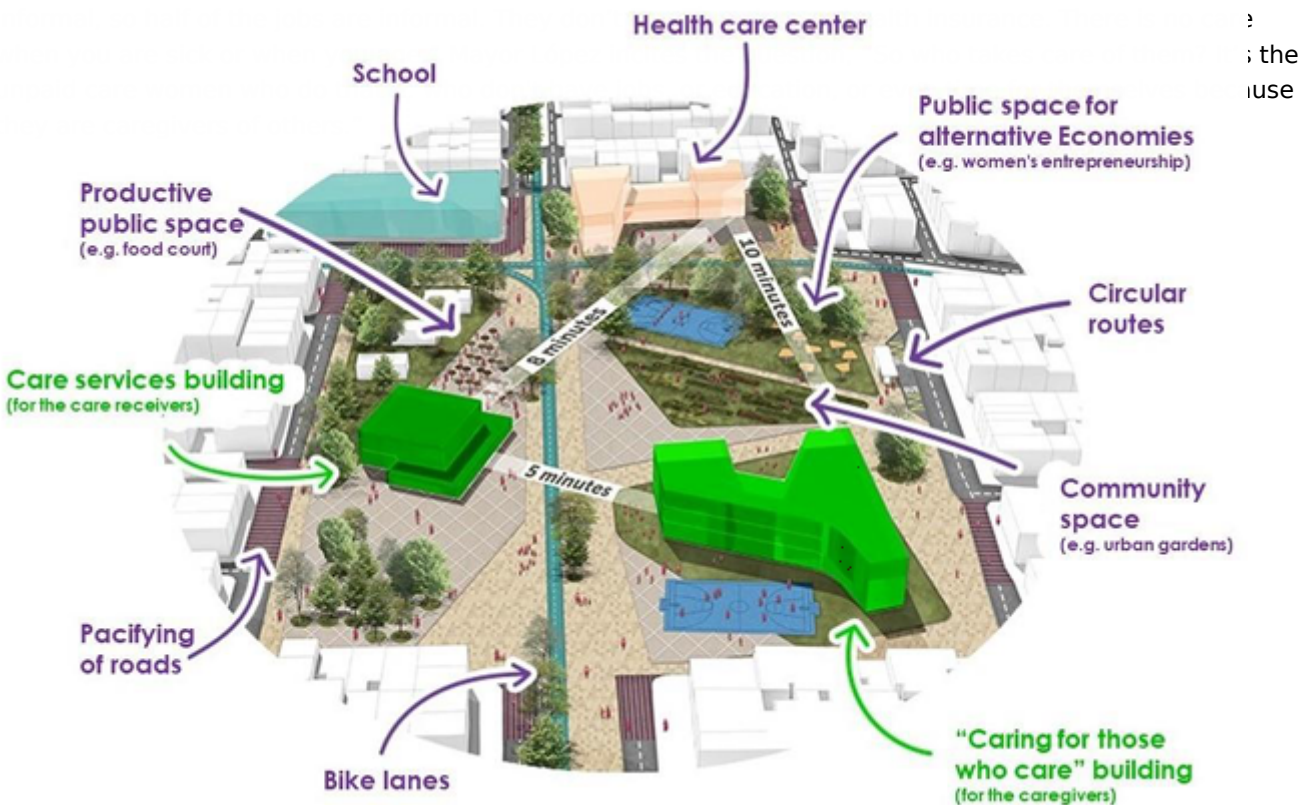 Health care center
s the
ause
School
Public space for
alternative Economies
(e.g. women's entrepreneurship)
Productive
public space
(e.g. food court)
10 minutes
8 minutes
Circular
routes
Care services building
(for the care receivers)
5 minutes
Community
space
(e.g. urban gardens)
Pacifying
of roads
Bike lanes
"Caring for those
who care" building
(for the caregivers)